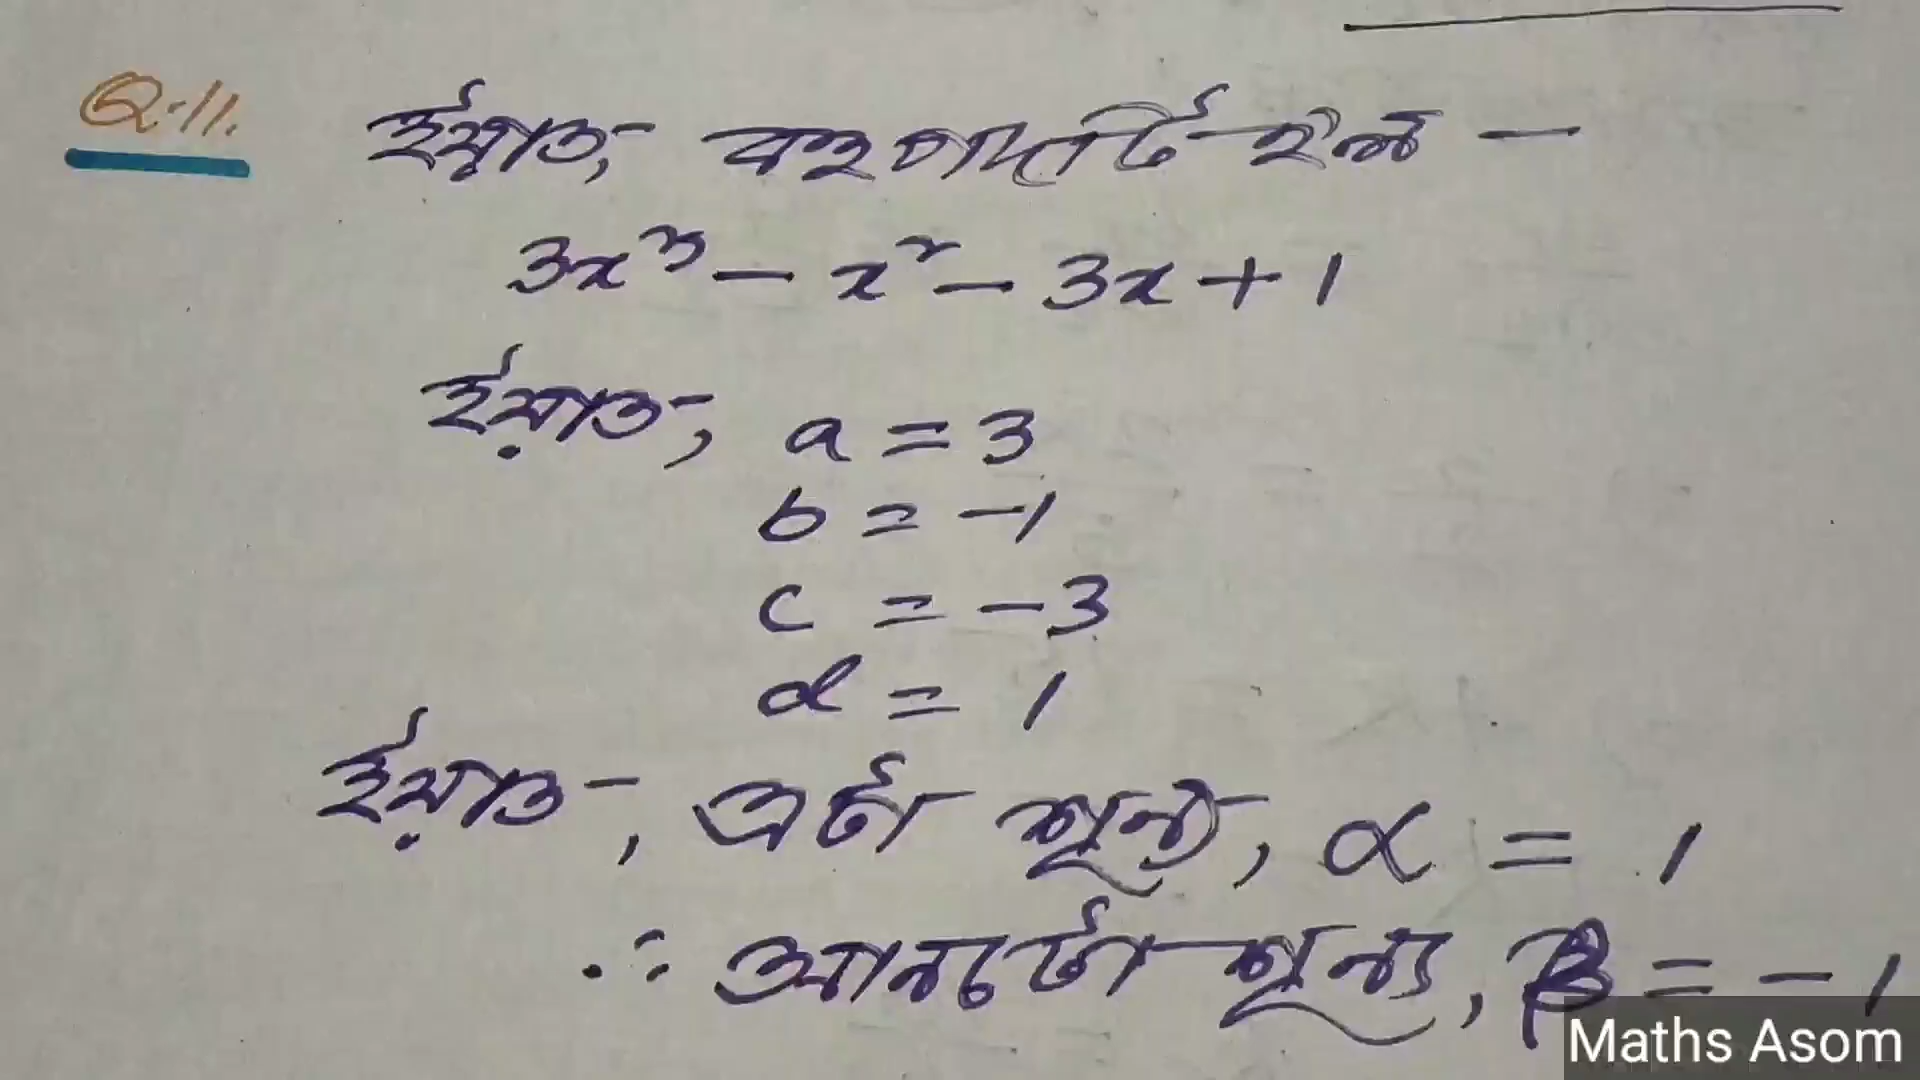 Q.11.
ইয়াত, বহুপদটি হ'ল —
3x³ − x² − 3x + 1
ইয়াত, a = 3
b = −1
c = −3
d = 1
ইয়াত, এটা শূন্য, α = 1
∴ আনটো শূন্য, β = −1
Maths Asom